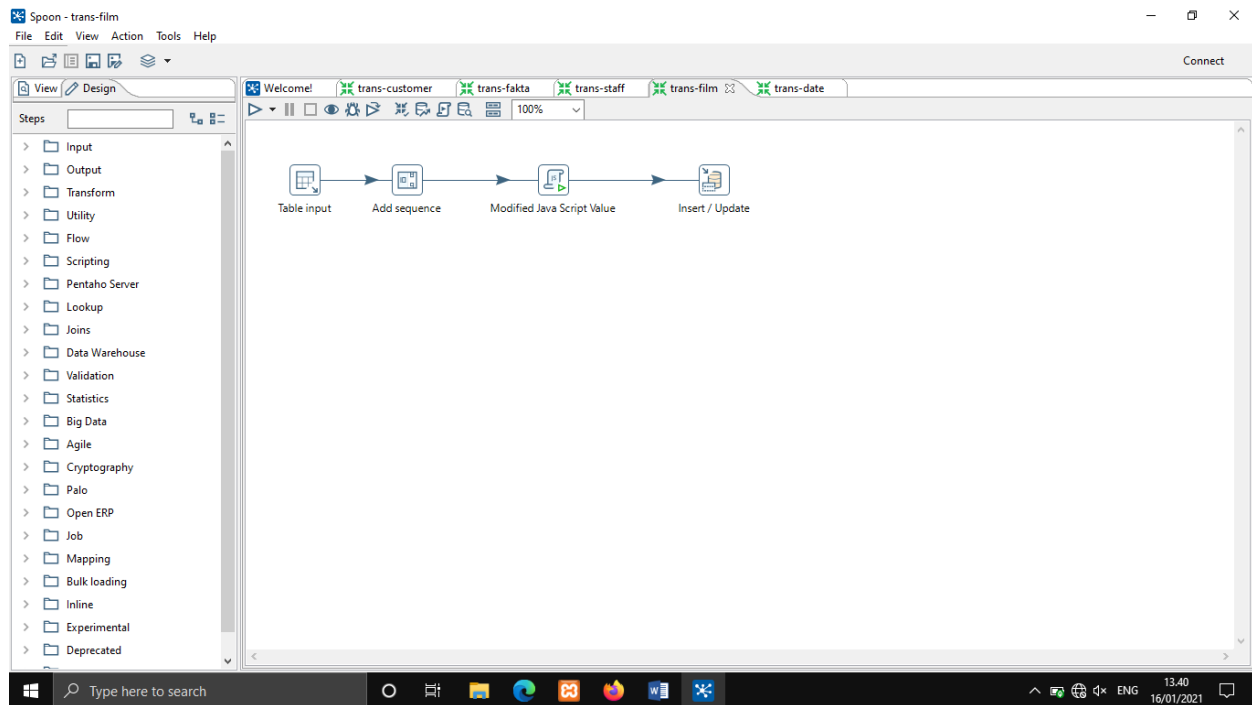 Spoon - trans-film
File Edit View Action Tools Help
Connect
View Design
Welcome! trans-customer trans-fakta trans-staff trans-film trans-date
Steps
100%
Input
Output
Transform
Utility
Flow
Scripting
Pentaho Server
Lookup
Joins
Data Warehouse
Validation
Statistics
Big Data
Agile
Cryptography
Palo
Open ERP
Job
Mapping
Bulk loading
Inline
Experimental
Deprecated
Table input Add sequence Modified Java Script Value Insert / Update
Type here to search
ENG
13.40
16/01/2021